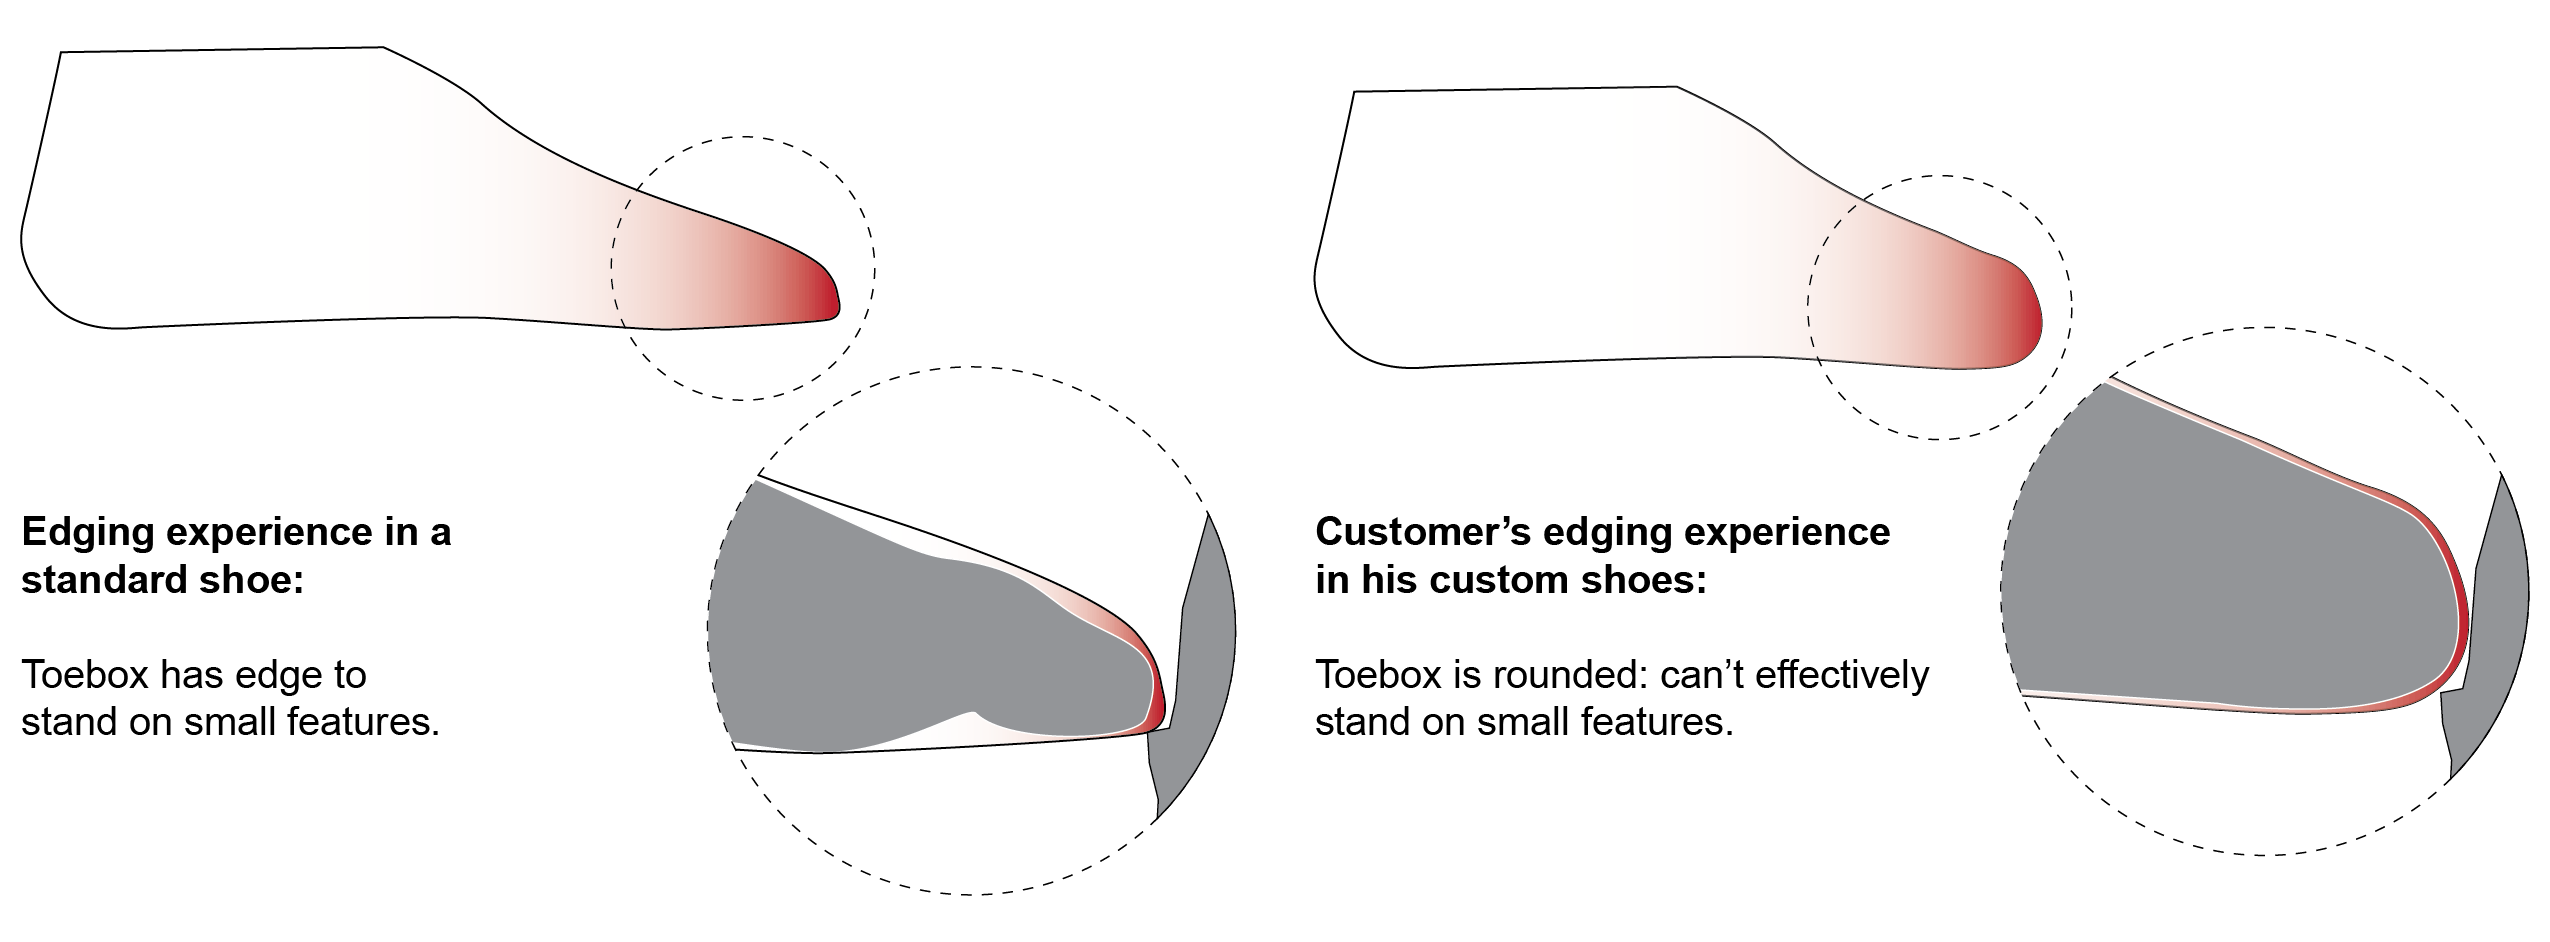 Edging experience in a
standard shoe:
Toebox has edge to
stand on small features.
Customer’s edging experience
in his custom shoes:
Toebox is rounded: can’t effectively
stand on small features.